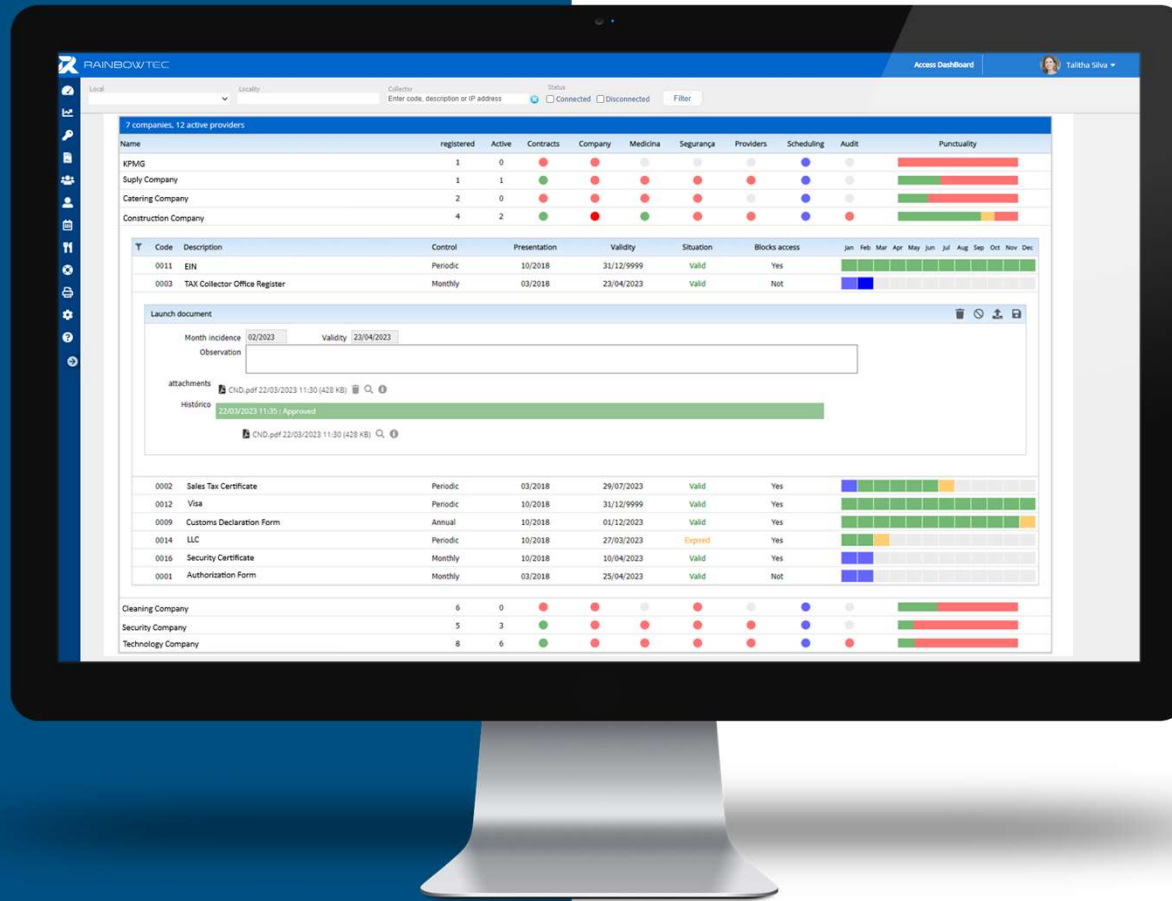 RAINBOWTEC
Access DashBoard
Talitha Silva
Local
Locality
Collector
Status
Enter code, description or IP address
Connected
Disconnected
Filter
7 companies, 12 active providers
Name registered Active Contracts Company Medicina Segurança Providers Scheduling Audit Punctuality
KPMG 1 0
Suply Company 1 1
Catering Company 2 0
Construction Company 4 2
Code Description Control Presentation Validity Situation Blocks access Jan Feb Mar Apr May Jun Jul Aug Sep Oct Nov Dec
0011 EIN Periodic 10/2018 31/12/9999 Valid Yes
0003 TAX Collector Office Register Monthly 03/2018 23/04/2023 Valid Not
Launch document
Month incidence 02/2023 Validity 23/04/2023
Observation
attachments CND.pdf 22/03/2023 11:30 (428 KB)
Histórico 22/03/2023 11:35 : Approved
CND.pdf 22/03/2023 11:30 (428 KB)
0002 Sales Tax Certificate Periodic 03/2018 29/07/2023 Valid Yes
0012 Visa Periodic 10/2018 31/12/9999 Valid Yes
0009 Customs Declaration Form Annual 10/2018 01/12/2023 Valid Yes
0014 LLC Periodic 10/2018 27/03/2023 Expired Yes
0016 Security Certificate Monthly 10/2018 10/04/2023 Valid Yes
0001 Authorization Form Monthly 03/2018 25/04/2023 Valid Not
Cleaning Company 6 0
Security Company 5 3
Technology Company 8 6